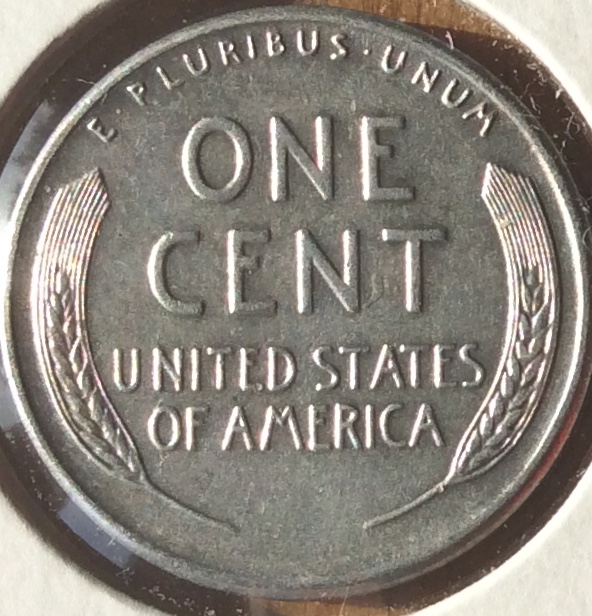 E·PLURIBUS·UNUM
ONE
CENT
UNITED STATES
OF AMERICA